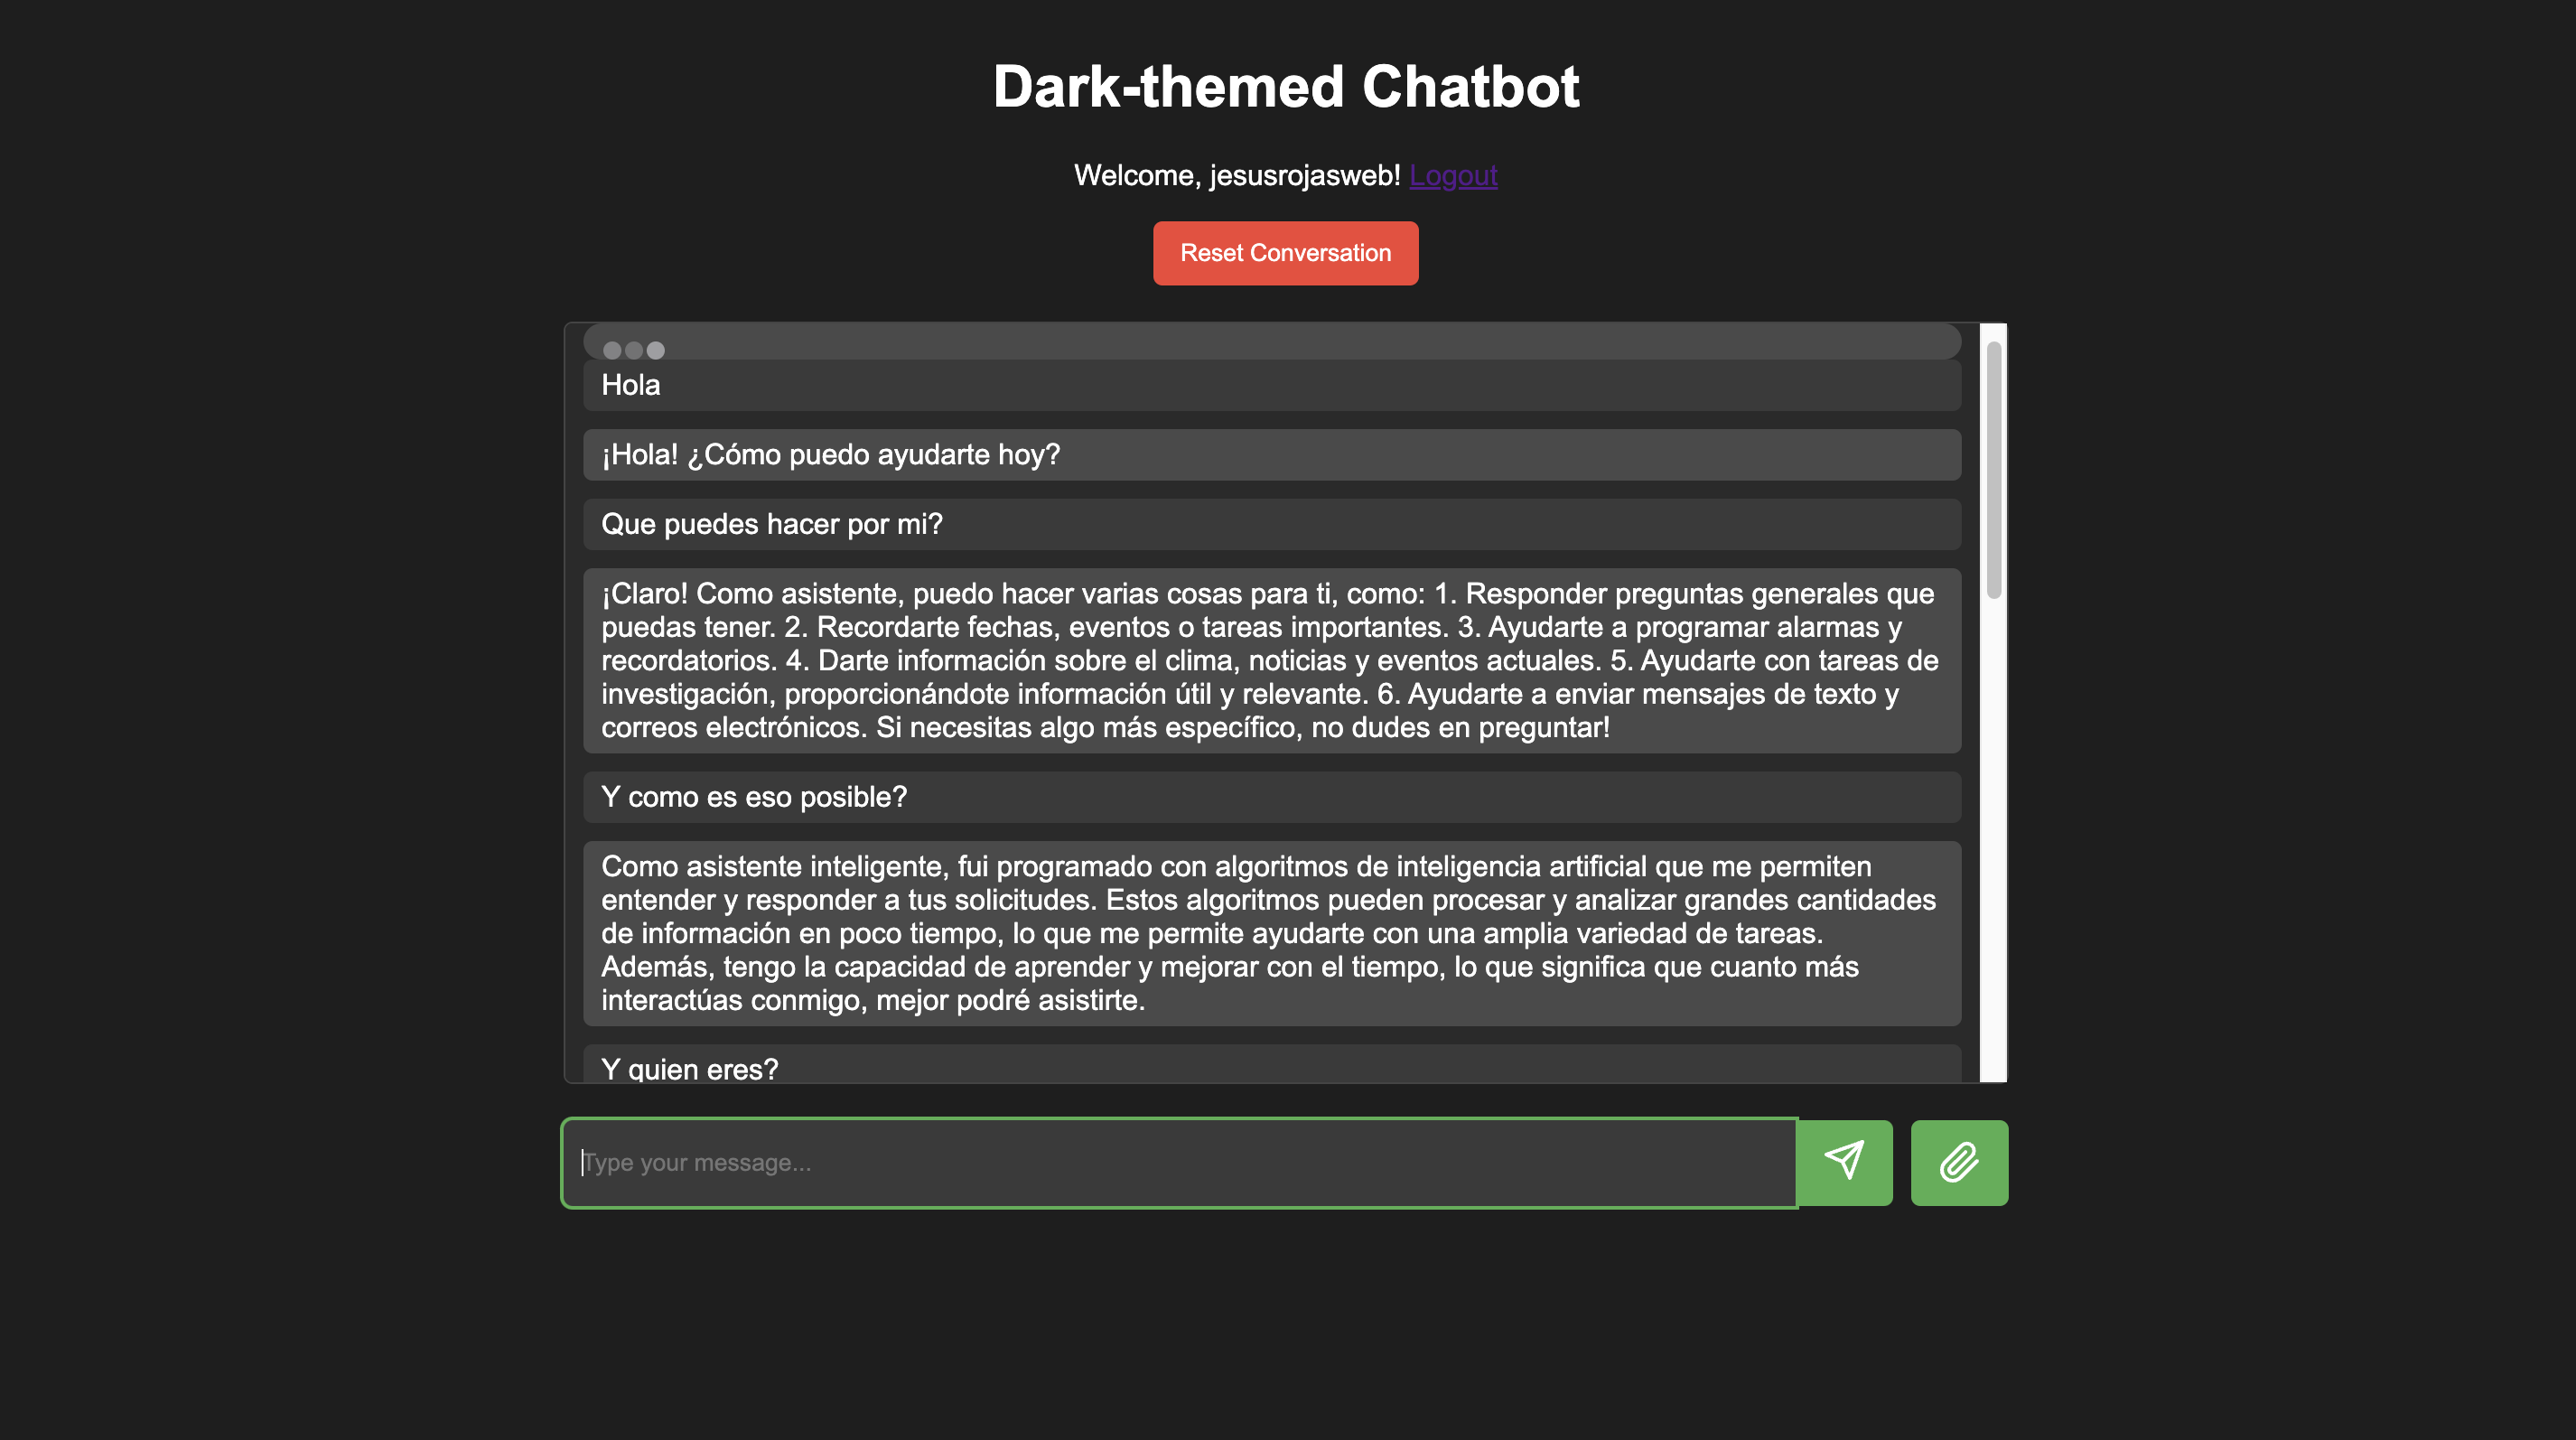 Dark-themed Chatbot
Welcome, jesusrojasweb! Logout
Reset Conversation
Hola
¡Hola! ¿Cómo puedo ayudarte hoy?
Que puedes hacer por mi?
¡Claro! Como asistente, puedo hacer varias cosas para ti, como: 1. Responder preguntas generales que
puedas tener. 2. Recordarte fechas, eventos o tareas importantes. 3. Ayudarte a programar alarmas y
recordatorios. 4. Darte información sobre el clima, noticias y eventos actuales. 5. Ayudarte con tareas de
investigación, proporcionándote información útil y relevante. 6. Ayudarte a enviar mensajes de texto y
correos electrónicos. Si necesitas algo más específico, no dudes en preguntar!
Y como es eso posible?
Como asistente inteligente, fui programado con algoritmos de inteligencia artificial que me permiten
entender y responder a tus solicitudes. Estos algoritmos pueden procesar y analizar grandes cantidades
de información en poco tiempo, lo que me permite ayudarte con una amplia variedad de tareas.
Además, tengo la capacidad de aprender y mejorar con el tiempo, lo que significa que cuanto más
interactúas conmigo, mejor podré asistirte.
Y quien eres?
Type your message...